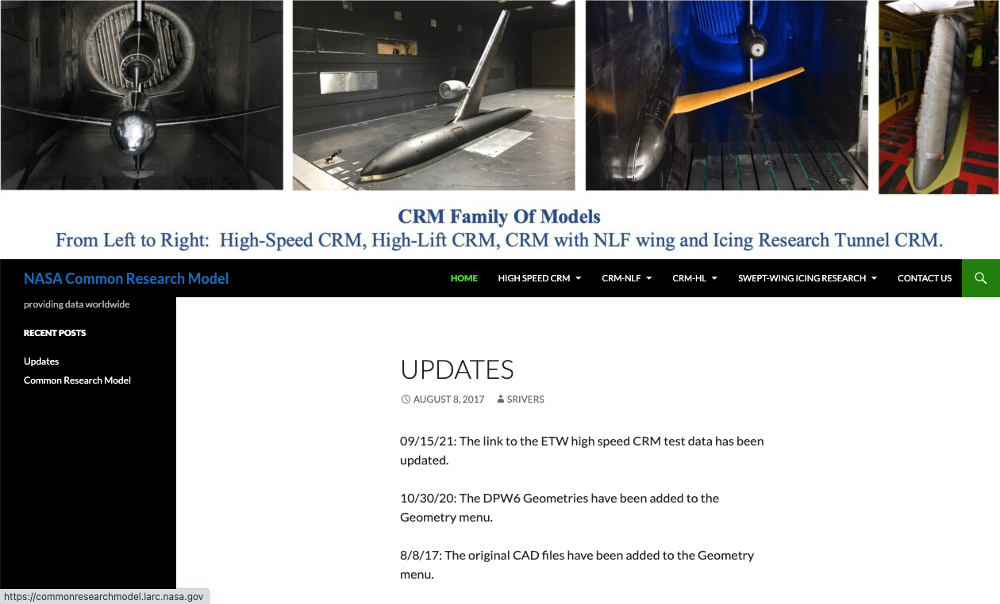 CRM Family Of Models
From Left to Right:  High-Speed CRM, High-Lift CRM, CRM with NLF wing and Icing Research Tunnel CRM.
NASA Common Research Model
HOME
HIGH SPEED CRM
CRM-NLF
CRM-HL
SWEPT-WING ICING RESEARCH
CONTACT US
providing data worldwide
RECENT POSTS
Updates
Common Research Model
UPDATES
AUGUST 8, 2017
SRIVERS
09/15/21: The link to the ETW high speed CRM test data has been
updated.
10/30/20: The DPW6 Geometries have been added to the
Geometry menu.
8/8/17: The original CAD files have been added to the Geometry
menu.
https://commonresearchmodel.larc.nasa.gov